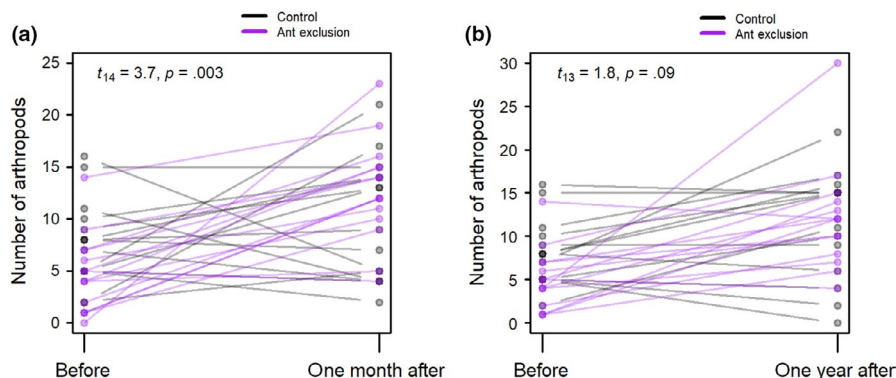 (a)
Control
Ant exclusion
t14 = 3.7, p = .003
Number of arthropods
25
20
15
10
5
0
Before
One month after
(b)
Control
Ant exclusion
t13 = 1.8, p = .09
Number of arthropods
30
25
20
15
10
5
0
Before
One year after